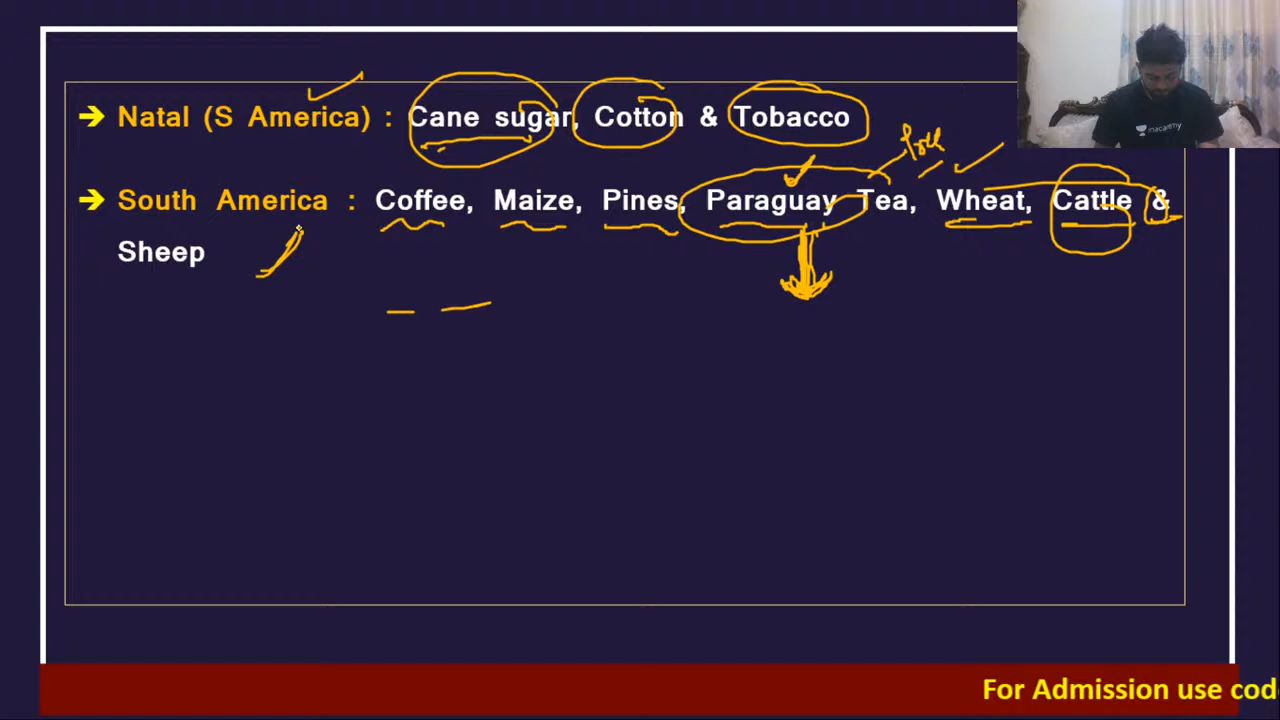 Natal (S America) : Cane sugar, Cotton & Tobacco
South America : Coffee, Maize, Pines, Paraguay Tea, Wheat, Cattle &
Sheep
unacademy
For Admission use cod